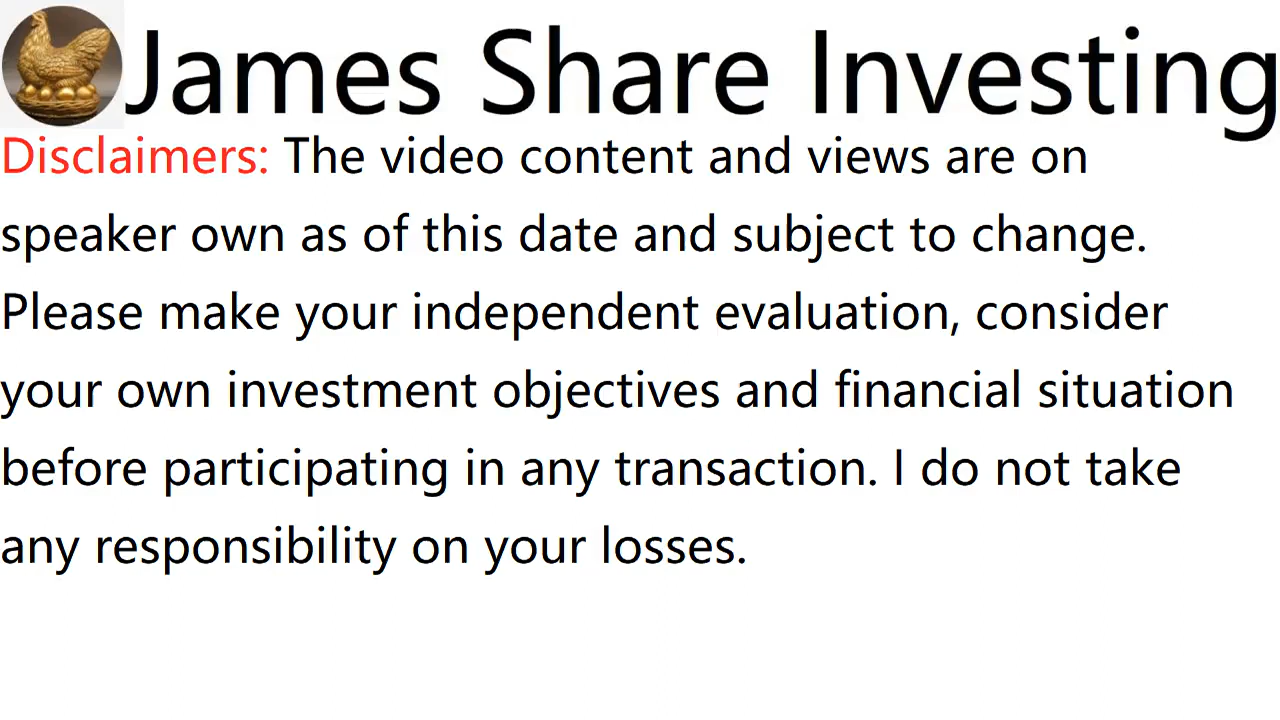 James Share Investing
Disclaimers: The video content and views are on
speaker own as of this date and subject to change.
Please make your independent evaluation, consider
your own investment objectives and financial situation
before participating in any transaction. I do not take
any responsibility on your losses.